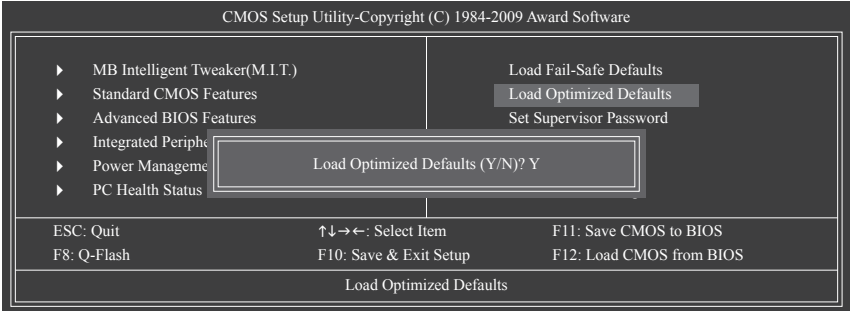 CMOS Setup Utility-Copyright (C) 1984-2009 Award Software
MB Intelligent Tweaker(M.I.T.)
Standard CMOS Features
Advanced BIOS Features
Integrated Periphe
Power Manageme
PC Health Status
Load Fail-Safe Defaults
Load Optimized Defaults
Set Supervisor Password
Load Optimized Defaults (Y/N)? Y
ESC: Quit ↑↓→←: Select Item F11: Save CMOS to BIOS
F8: Q-Flash F10: Save & Exit Setup F12: Load CMOS from BIOS
Load Optimized Defaults